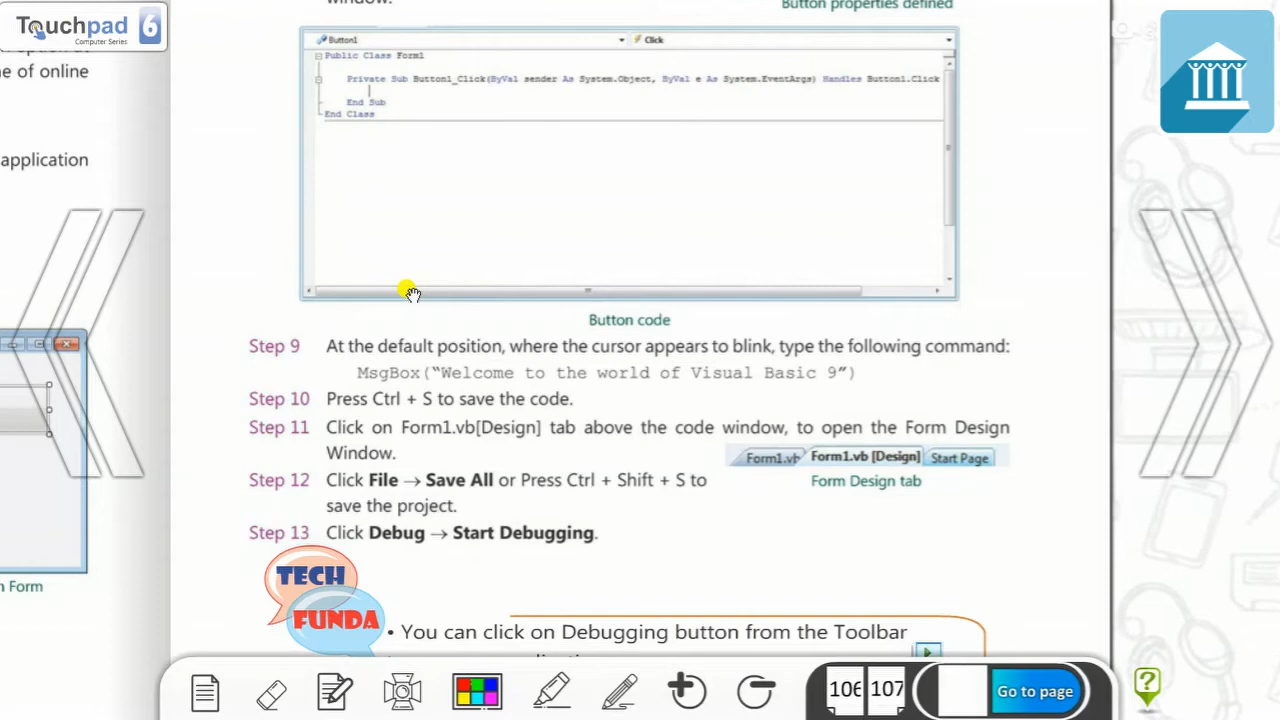 Touchpad 6
Computer Series
e of online
application
n Form
window.
Button properties defined
Button1
Click
Public Class Form1
Private Sub Button1_Click(ByVal sender As System.Object, ByVal e As System.EventArgs) Handles Button1.Click
End Sub
End Class
Button code
Step 9 At the default position, where the cursor appears to blink, type the following command:
MsgBox(“Welcome to the world of Visual Basic 9”)
Step 10 Press Ctrl + S to save the code.
Step 11 Click on Form1.vb[Design] tab above the code window, to open the Form Design
Window.
Form1.vb Form1.vb [Design] Start Page
Form Design tab
Step 12 Click File → Save All or Press Ctrl + Shift + S to
save the project.
Step 13 Click Debug → Start Debugging.
TECH
FUNDA
• You can click on Debugging button from the Toolbar
106 107
Go to page
?